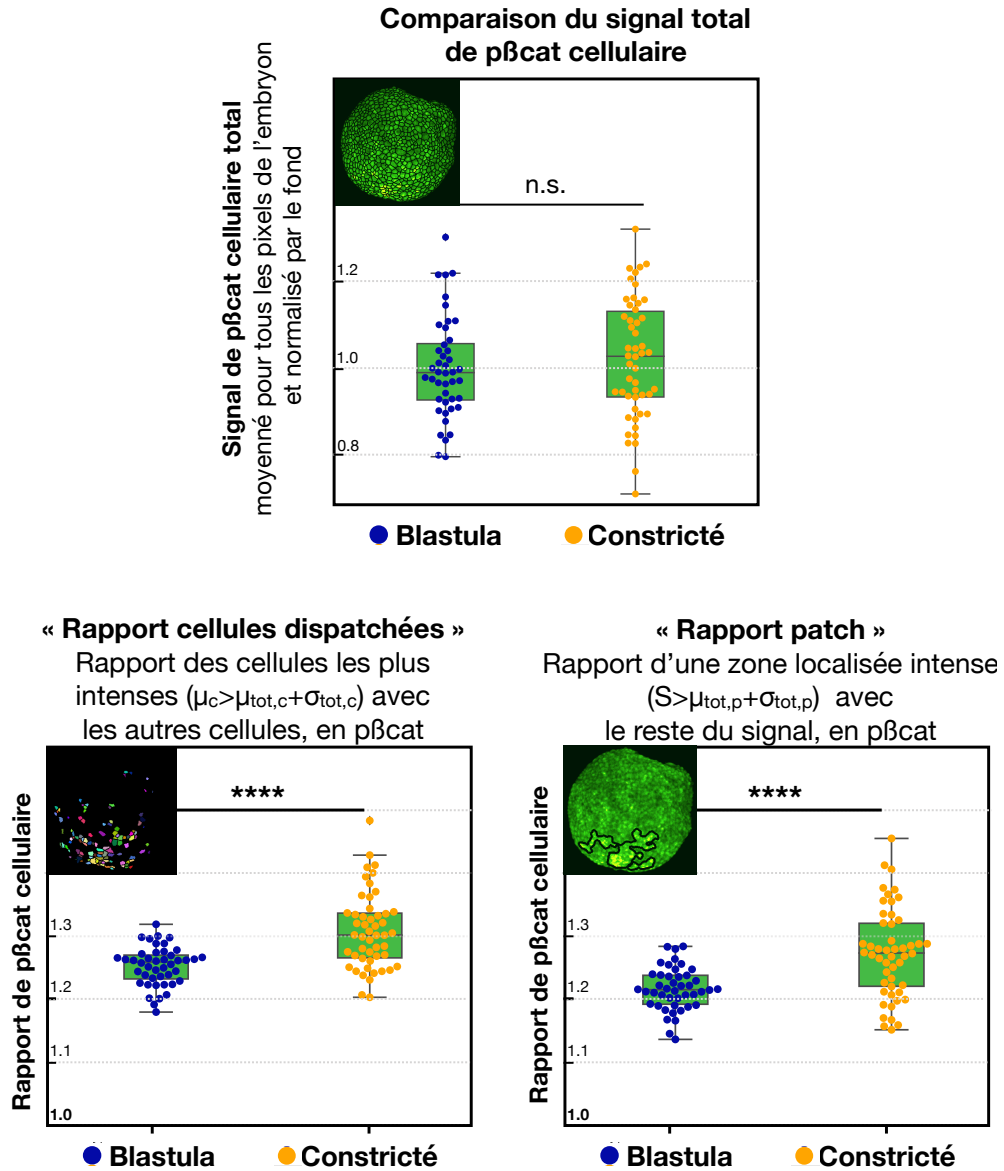 Comparaison du signal total
de pßcat cellulaire
Signal de pßcat cellulaire total
moyenné pour tous les pixels de l'embryon
et normalisé par le fond
n.s.
1.2
1.0
0.8
Blastula
Constricté
« Rapport cellules dispatchées »
Rapport des cellules les plus
intenses (μc>μtot,c+σtot,c) avec
les autres cellules, en pßcat
Rapport de pßcat cellulaire
****
1.3
1.2
1.1
1.0
Blastula
Constricté
« Rapport patch »
Rapport d'une zone localisée intense
(S>μtot,p+σtot,p) avec
le reste du signal, en pßcat
Rapport de pßcat cellulaire
****
1.3
1.2
1.1
1.0
Blastula
Constricté